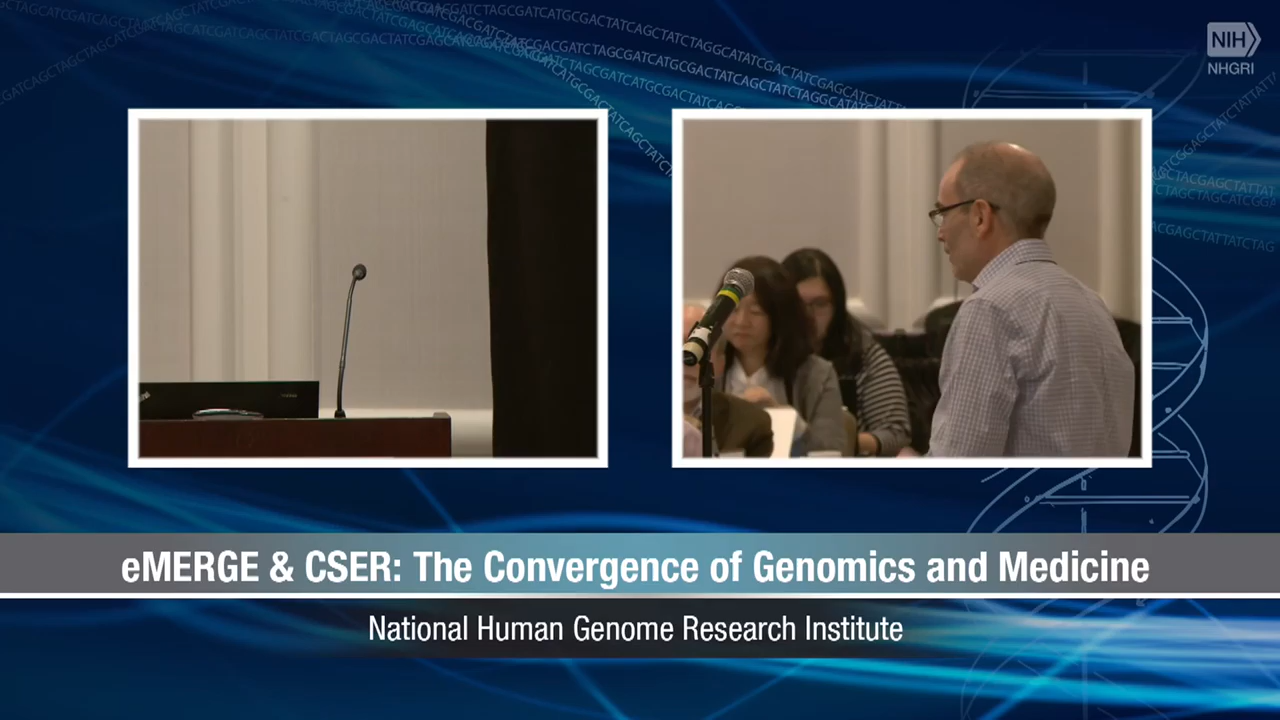 NIH
NHGRI
eMERGE & CSER: The Convergence of Genomics and Medicine
National Human Genome Research Institute